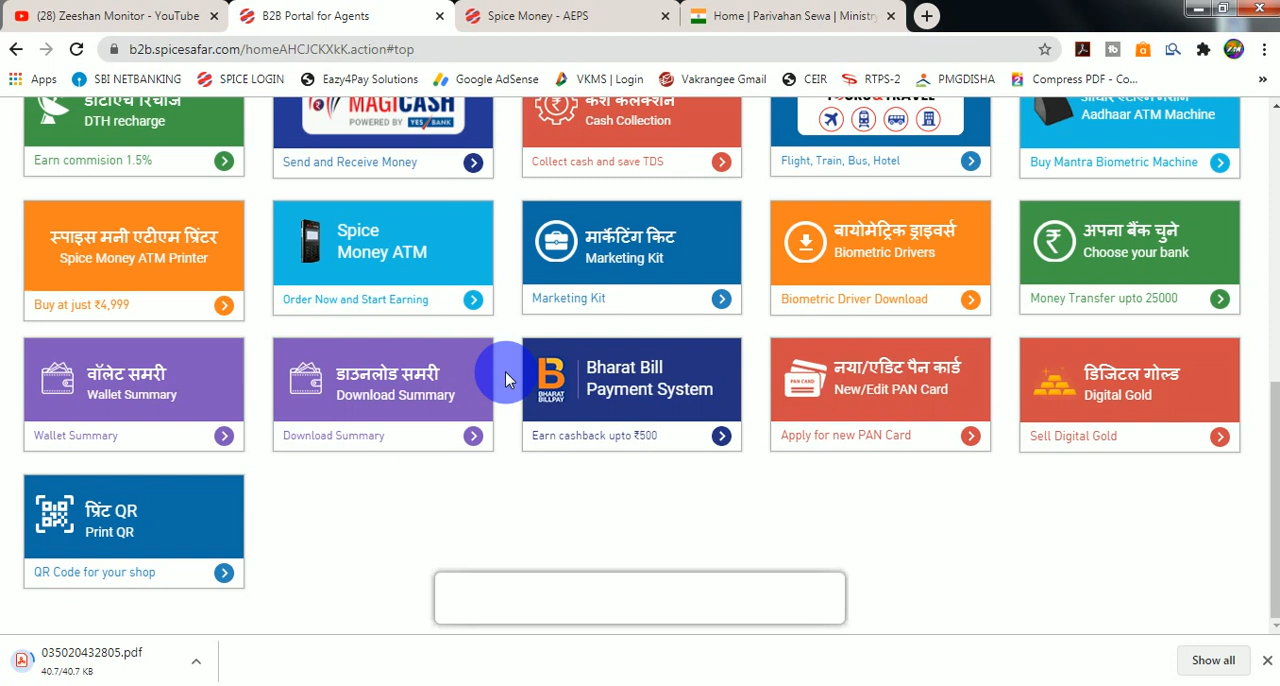 (28) Zeeshan Monitor - YouTube
B2B Portal for Agents
Spice Money - AEPS
Home | Parivahan Sewa | Ministry
b2b.spicesafar.com/homeAHCJCKXkK.action#top
Apps
SBI NETBANKING
SPICE LOGIN
Eazy4Pay Solutions
Google AdSense
VKMS | Login
Vakrangee Gmail
CEIR
RTPS-2
PMGDISHA
Compress PDF - Co...
डीटीएच रिचार्ज
DTH recharge
Earn commision 1.5%
MAGICASH
POWERED BY YES BANK
Send and Receive Money
कैश कलेक्शन
Cash Collection
Collect cash and save TDS
Flight, Train, Bus, Hotel
Aadhaar ATM Machine
Buy Mantra Biometric Machine
स्पाइस मनी एटीएम प्रिंटर
Spice Money ATM Printer
Buy at just ₹4,999
Spice
Money ATM
Order Now and Start Earning
मार्केटिंग किट
Marketing Kit
Marketing Kit
बायोमेट्रिक ड्राइवर्स
Biometric Drivers
Biometric Driver Download
अपना बैंक चुने
Choose your bank
Money Transfer upto 25000
वॉलेट समरी
Wallet Summary
Wallet Summary
डाउनलोड समरी
Download Summary
Download Summary
BHARAT
BILLPAY
Bharat Bill
Payment System
Earn cashback upto ₹500
PAN CARD
नया/एडिट पैन कार्ड
New/Edit PAN Card
Apply for new PAN Card
डिजिटल गोल्ड
Digital Gold
Sell Digital Gold
प्रिंट QR
Print QR
QR Code for your shop
035020432805.pdf
40.7/40.7 KB
Show all